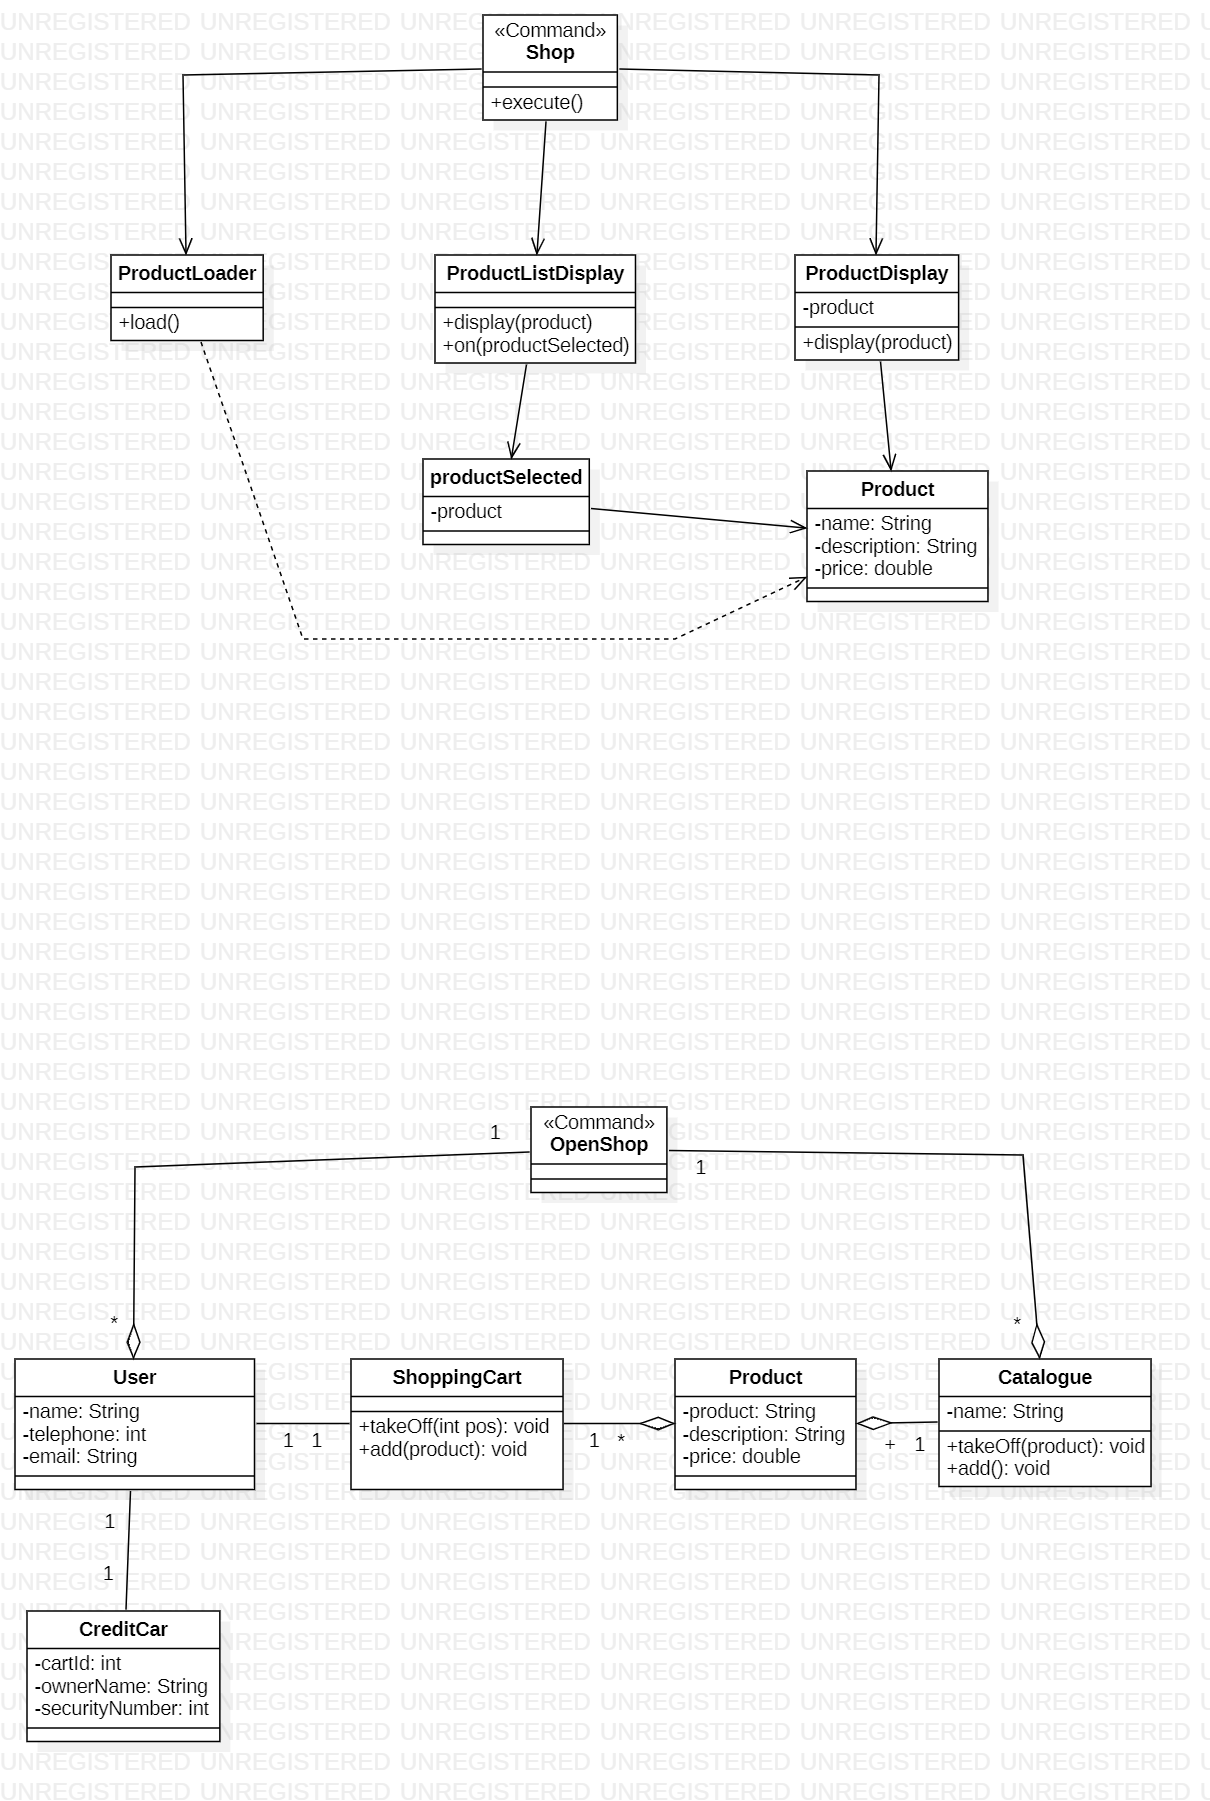 «Command»
Shop
+execute()
ProductLoader
+load()
ProductListDisplay
+display(product)
+on(productSelected)
ProductDisplay
-product
+display(product)
productSelected
-product
Product
-name: String
-description: String
-price: double
«Command»
OpenShop
1
1
*
*
User
-name: String
-telephone: int
-email: String
1 1
ShoppingCart
+takeOff(int pos): void
+add(product): void
1 *
Product
-product: String
-description: String
-price: double
+ 1
Catalogue
-name: String
+takeOff(product): void
+add(): void
1
1
CreditCar
-cartId: int
-ownerName: String
-securityNumber: int
UNREGISTERED